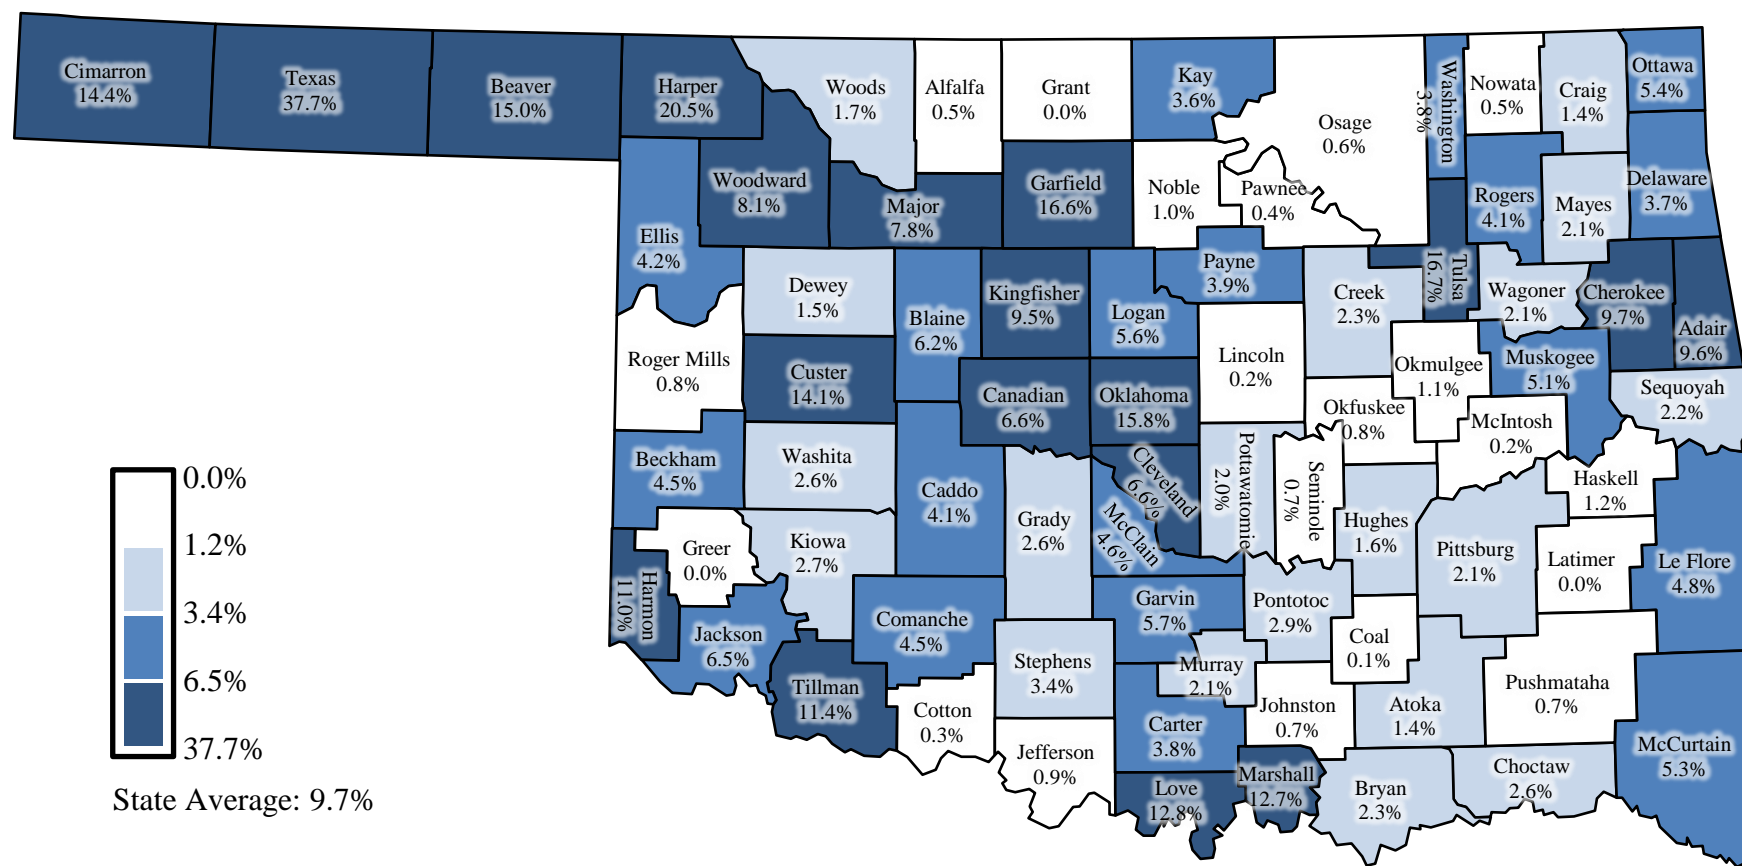 Cimarron
14.4%
Texas
37.7%
Beaver
15.0%
Harper
20.5%
Woods
1.7%
Alfalfa
0.5%
Grant
0.0%
Kay
3.6%
Osage
0.6%
Washington
3.8%
Nowata
0.5%
Craig
1.4%
Ottawa
5.4%
Woodward
8.1%
Major
7.8%
Garfield
16.6%
Noble
1.0%
Pawnee
0.4%
Rogers
4.1%
Mayes
2.1%
Delaware
3.7%
Ellis
4.2%
Dewey
1.5%
Blaine
6.2%
Kingfisher
9.5%
Logan
5.6%
Payne
3.9%
Creek
2.3%
Tulsa
16.7%
Wagoner
2.1%
Cherokee
9.7%
Adair
9.6%
Roger Mills
0.8%
Custer
14.1%
Canadian
6.6%
Oklahoma
15.8%
Lincoln
0.2%
Okfuskee
0.8%
Okmulgee
1.1%
Muskogee
5.1%
McIntosh
0.2%
Sequoyah
2.2%
Beckham
4.5%
Washita
2.6%
Caddo
4.1%
Grady
2.6%
Cleveland
6.6%
McClain
4.6%
Pottawatomie
2.0%
Seminole
0.7%
Hughes
1.6%
Pittsburg
2.1%
Haskell
1.2%
Latimer
0.0%
Le Flore
4.8%
Harmon
11.0%
Greer
0.0%
Kiowa
2.7%
Jackson
6.5%
Tillman
11.4%
Comanche
4.5%
Cotton
0.3%
Stephens
3.4%
Jefferson
0.9%
Garvin
5.7%
Murray
2.1%
Carter
3.8%
Love
12.8%
Pontotoc
2.9%
Johnston
0.7%
Marshall
12.7%
Coal
0.1%
Atoka
1.4%
Bryan
2.3%
Pushmataha
0.7%
Choctaw
2.6%
McCurtain
5.3%
0.0%
1.2%
3.4%
6.5%
37.7%
State Average: 9.7%